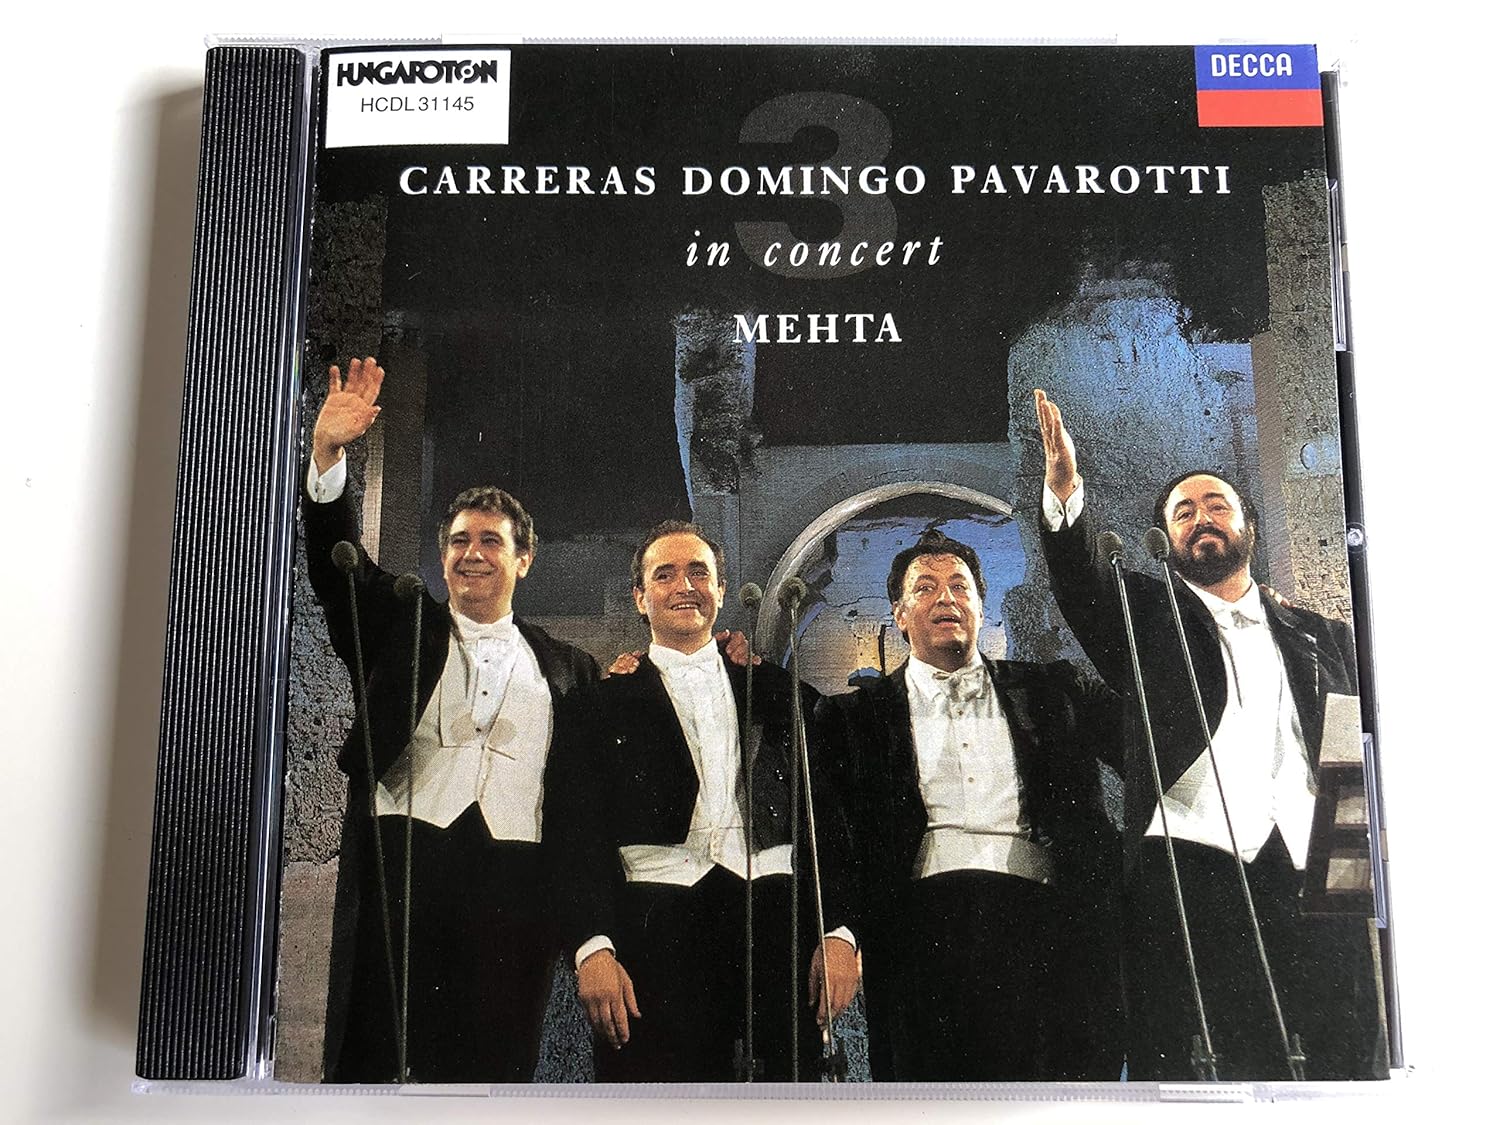 HUNGAROTON
HCDL 31145
DECCA
3
CARRERAS DOMINGO PAVAROTTI
in concert
MEHTA